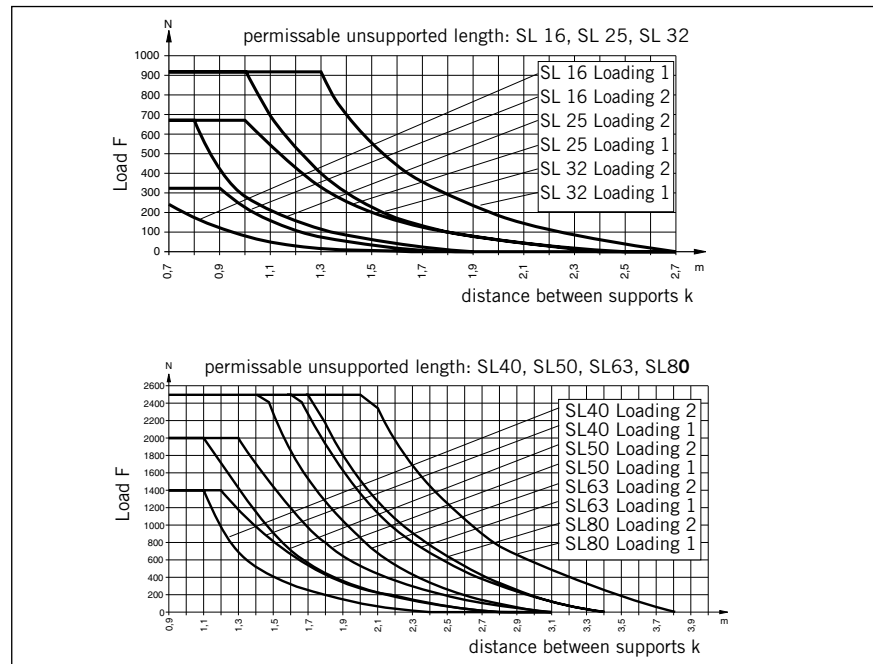 N
permissable unsupported length: SL 16, SL 25, SL 32
1000
900
800
700
600
500
400
300
200
100
0
Load F
SL 16 Loading 1
SL 16 Loading 2
SL 25 Loading 2
SL 25 Loading 1
SL 32 Loading 2
SL 32 Loading 1
0,7 0,9 1,1 1,3 1,5 1,7 1,9 2,1 2,3 2,5 2,7 m
distance between supports k
N
permissable unsupported length: SL40, SL50, SL63, SL80
2600
2400
2200
2000
1800
1600
1400
1200
1000
800
600
400
200
0
Load F
SL40 Loading 2
SL40 Loading 1
SL50 Loading 2
SL50 Loading 1
SL63 Loading 2
SL63 Loading 1
SL80 Loading 2
SL80 Loading 1
0,9 1,1 1,3 1,5 1,7 1,9 2,1 2,3 2,5 2,7 2,9 3,1 3,3 3,5 3,7 3,9 m
distance between supports k